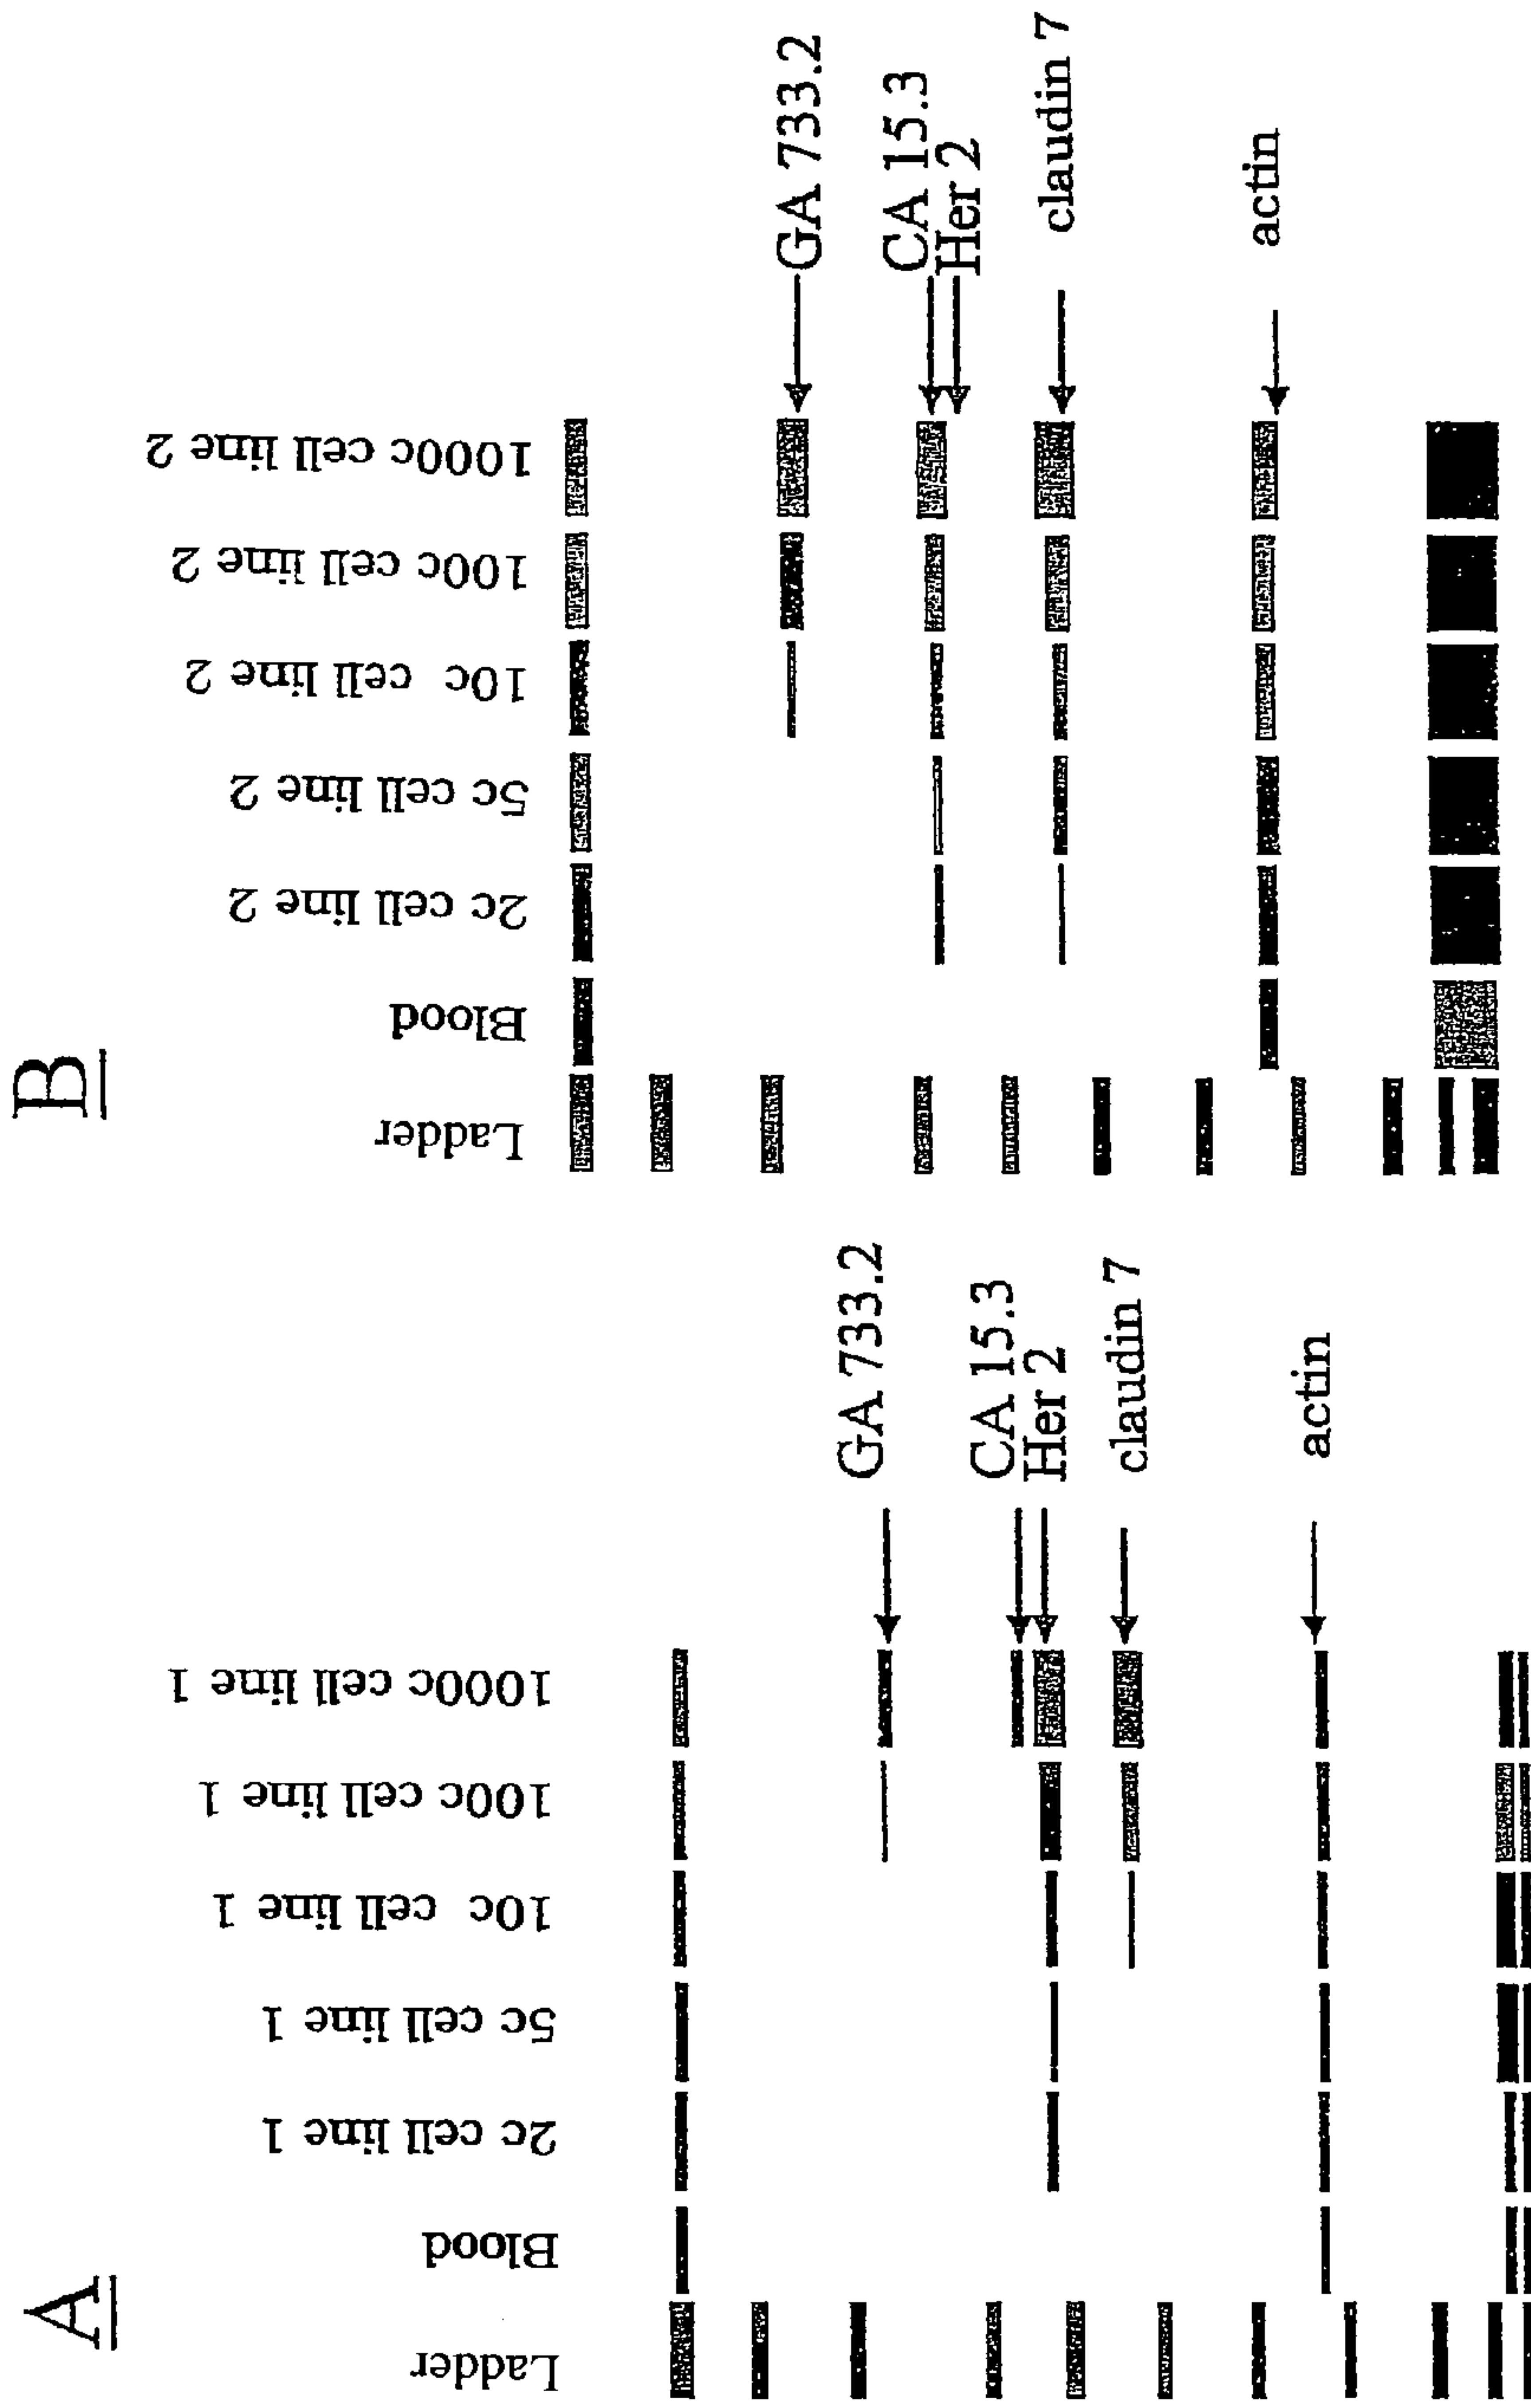 A
Ladder
Blood
2c cell line 1
5c cell line 1
10c cell line 1
100c cell line 1
1000c cell line 1
GA 733.2
CA 15.3
Her 2
claudin 7
actin
B
Ladder
Blood
2c cell line 2
5c cell line 2
10c cell line 2
100c cell line 2
1000c cell line 2
GA 733.2
CA 15.3
Her 2
claudin 7
actin